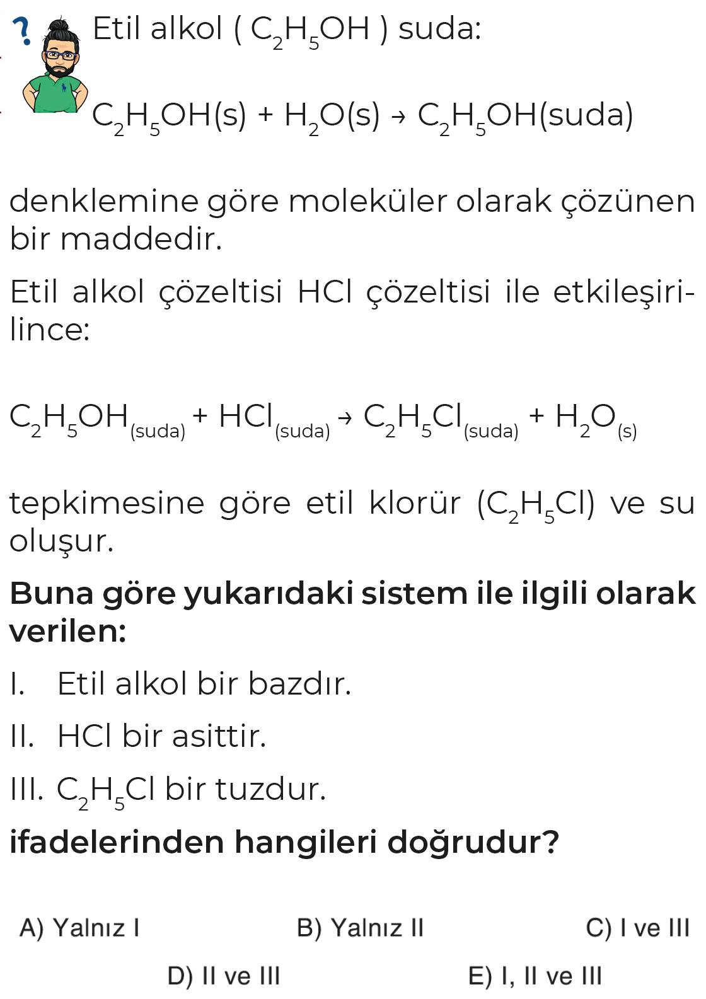 ? Etil alkol ( C₂H₅OH ) suda:
C₂H₅OH(s) + H₂O(s) → C₂H₅OH(suda)
denklemine göre moleküler olarak çözünen
bir maddedir.
Etil alkol çözeltisi HCl çözeltisi ile etkileşiri-
lince:
C₂H₅OH(suda) + HCl(suda) → C₂H₅Cl(suda) + H₂O(s)
tepkimesine göre etil klorür (C₂H₅Cl) ve su
oluşur.
Buna göre yukarıdaki sistem ile ilgili olarak
verilen:
I. Etil alkol bir bazdır.
II. HCl bir asittir.
III. C₂H₅Cl bir tuzdur.
ifadelerinden hangileri doğrudur?
A) Yalnız I B) Yalnız II C) I ve III
D) II ve III E) I, II ve III